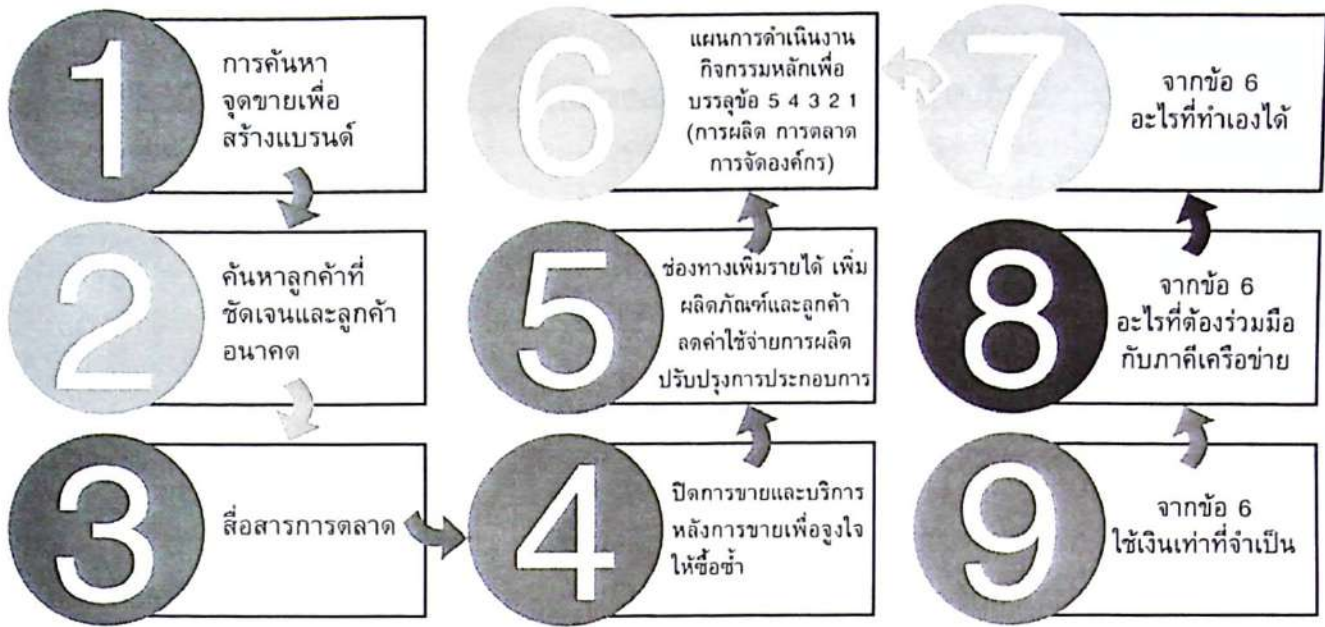 1
การค้นหา
จุดขายเพื่อ
สร้างแบรนด์
2
ค้นหาลูกค้าที่
ชัดเจนและลูกค้า
อนาคต
3
สื่อสารการตลาด
4
ปิดการขายและบริการ
หลังการขายเพื่อจูงใจ
ให้ซื้อซ้ำ
5
ช่องทางเพิ่มรายได้ เพิ่ม
ผลิตภัณฑ์และลูกค้า
ลดค่าใช้จ่ายการผลิต
ปรับปรุงการประกอบการ
6
แผนการดำเนินงาน
กิจกรรมหลักเพื่อ
บรรลุข้อ 5 4 3 2 1
(การผลิต การตลาด
การจัดองค์กร)
7
จากข้อ 6
อะไรที่ทำเองได้
8
จากข้อ 6
อะไรที่ต้องร่วมมือ
กับภาคีเครือข่าย
9
จากข้อ 6
ใช้เงินเท่าที่จำเป็น